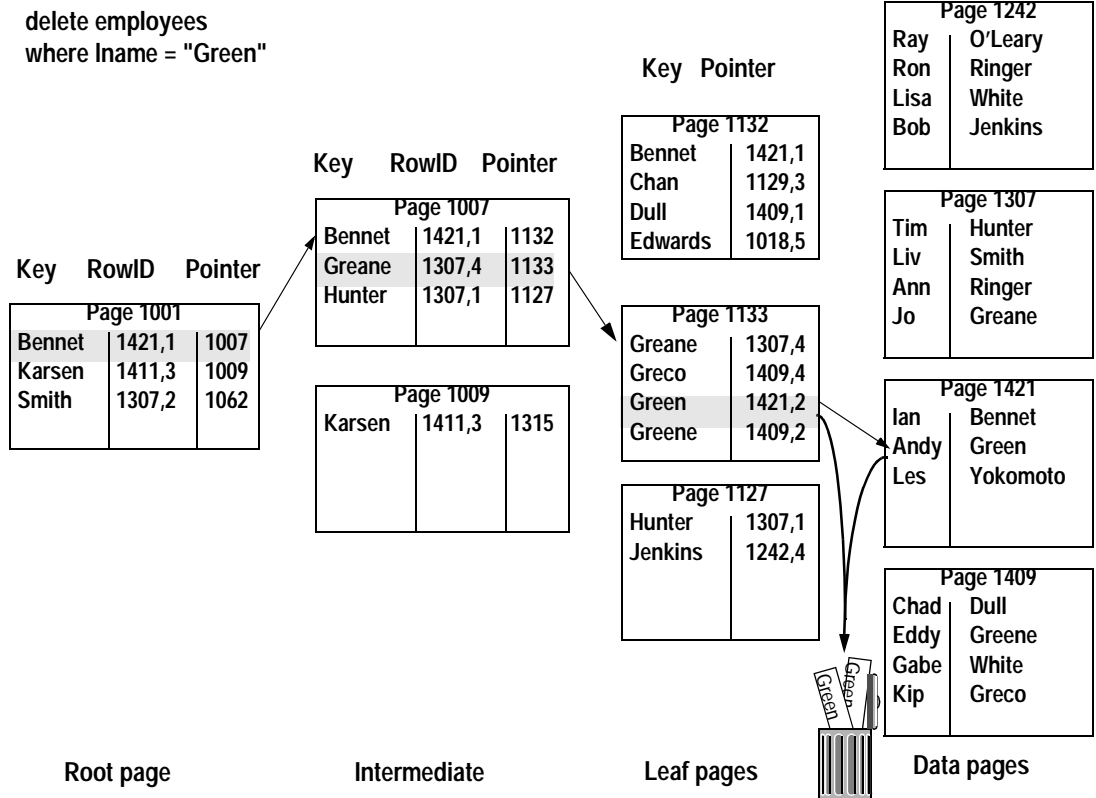 delete employees
where lname = "Green"
Key RowID Pointer
Page 1001
Bennet 1421,1 1007
Karsen 1411,3 1009
Smith 1307,2 1062
Root page
Key RowID Pointer
Page 1007
Bennet 1421,1 1132
Greane 1307,4 1133
Hunter 1307,1 1127
Page 1009
Karsen 1411,3 1315
Intermediate
Key Pointer
Page 1132
Bennet 1421,1
Chan 1129,3
Dull 1409,1
Edwards 1018,5
Page 1133
Greane 1307,4
Greco 1409,4
Green 1421,2
Greene 1409,2
Page 1127
Hunter 1307,1
Jenkins 1242,4
Leaf pages
Page 1242
Ray O'Leary
Ron Ringer
Lisa White
Bob Jenkins
Page 1307
Tim Hunter
Liv Smith
Ann Ringer
Jo Greane
Page 1421
Ian Bennet
Andy Green
Les Yokomoto
Page 1409
Chad Dull
Eddy Greene
Gabe White
Kip Greco
Green
Green
Data pages